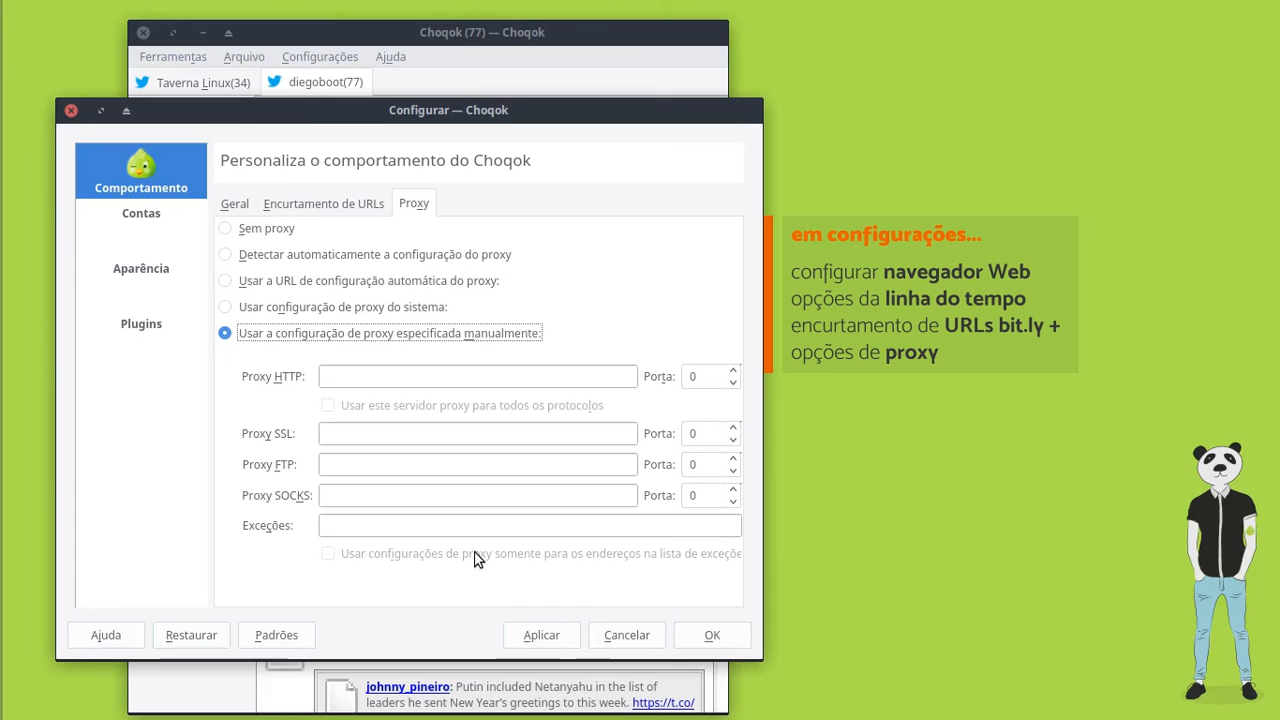 Choqok (77) — Choqok
Ferramentas Arquivo Configurações Ajuda
Taverna Linux(34) diegoboot(77)
Configurar — Choqok
Comportamento
Contas
Aparência
Plugins
Personaliza o comportamento do Choqok
Geral Encurtamento de URLs Proxy
Sem proxy
Detectar automaticamente a configuração do proxy
Usar a URL de configuração automática do proxy:
Usar configuração de proxy do sistema:
Usar a configuração de proxy especificada manualmente:
Proxy HTTP: Porta: 0
Usar este servidor proxy para todos os protocolos
Proxy SSL: Porta: 0
Proxy FTP: Porta: 0
Proxy SOCKS: Porta: 0
Exceções:
Usar configurações de proxy somente para os endereços na lista de exceçõe
Ajuda Restaurar Padrões Aplicar Cancelar OK
johnny_pineiro: Putin included Netanyahu in the list of
leaders he sent New Year's greetings to this week. https://t.co/
em configurações...
configurar navegador Web
opções da linha do tempo
encurtamento de URLs bit.ly +
opções de proxy